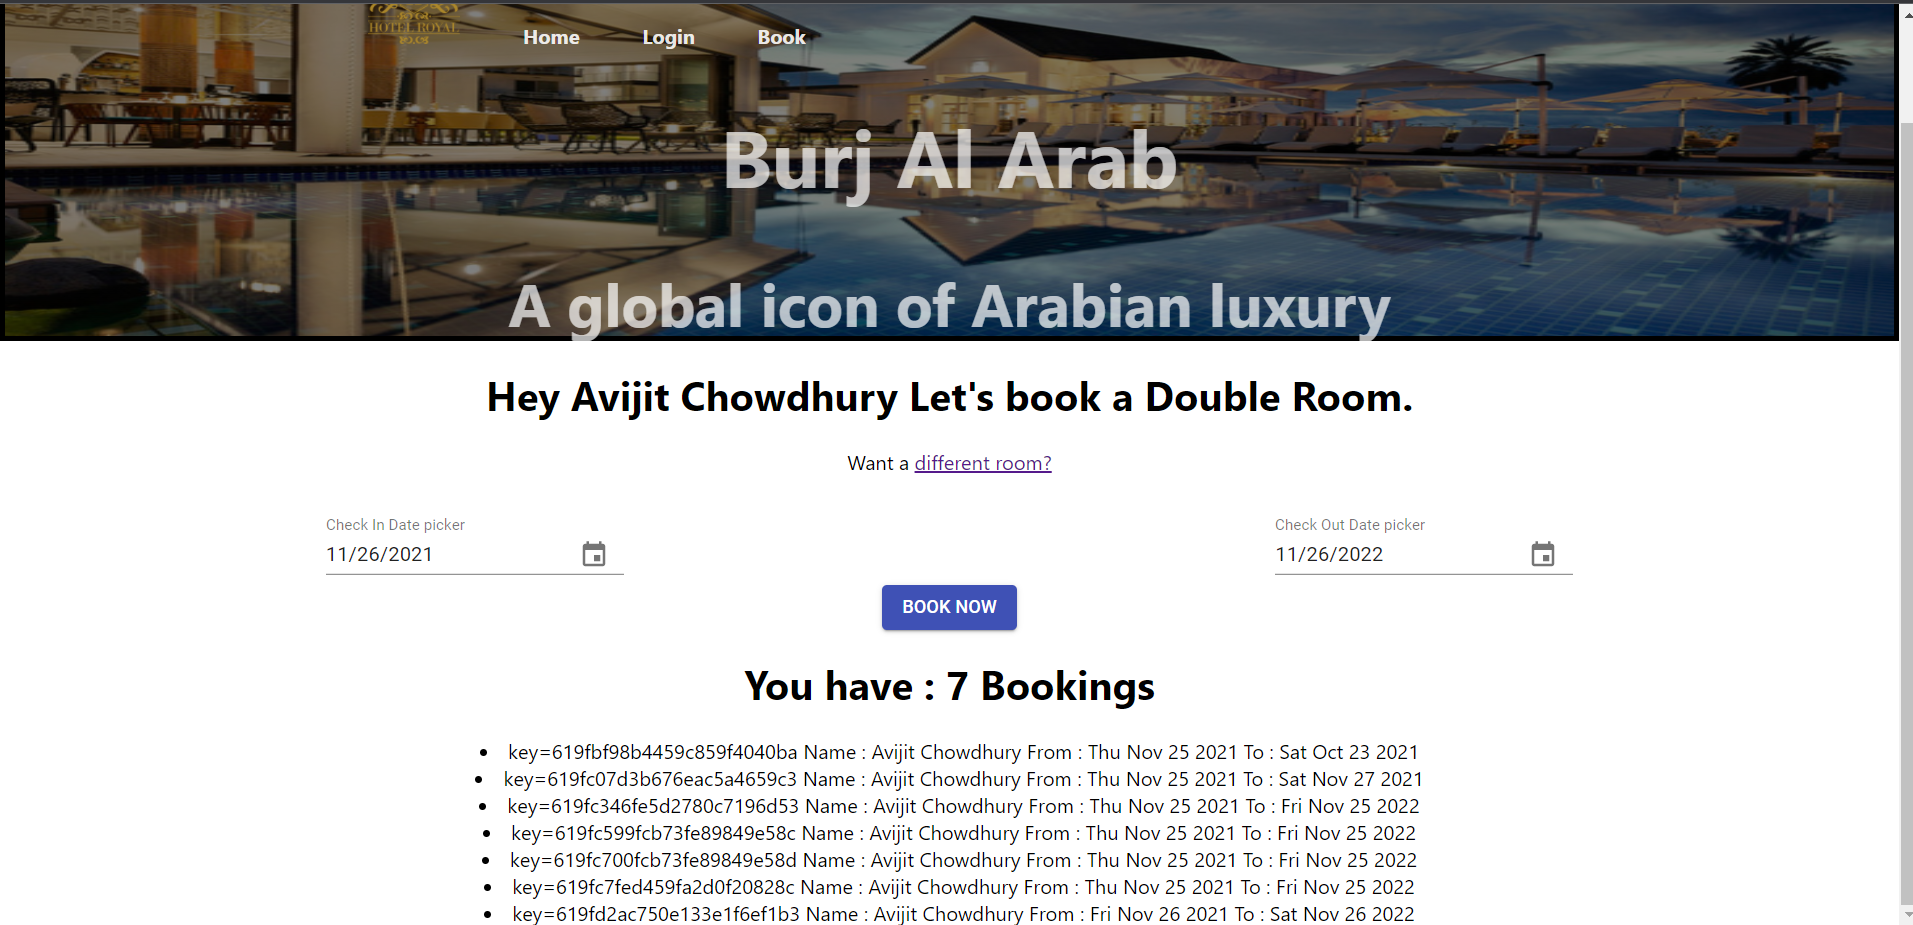 HOTEL ROYAL
Home Login Book
Burj Al Arab
A global icon of Arabian luxury
Hey Avijit Chowdhury Let's book a Double Room.
Want a different room?
Check In Date picker Check Out Date picker
11/26/2021 11/26/2022
BOOK NOW
You have : 7 Bookings
key=619fbf98b4459c859f4040ba Name : Avijit Chowdhury From : Thu Nov 25 2021 To : Sat Oct 23 2021
key=619fc07d3b676eac5a4659c3 Name : Avijit Chowdhury From : Thu Nov 25 2021 To : Sat Nov 27 2021
key=619fc346fe5d2780c7196d53 Name : Avijit Chowdhury From : Thu Nov 25 2021 To : Fri Nov 25 2022
key=619fc599fcb73fe89849e58c Name : Avijit Chowdhury From : Thu Nov 25 2021 To : Fri Nov 25 2022
key=619fc700fcb73fe89849e58d Name : Avijit Chowdhury From : Thu Nov 25 2021 To : Fri Nov 25 2022
key=619fc7fed459fa2d0f20828c Name : Avijit Chowdhury From : Thu Nov 25 2021 To : Fri Nov 25 2022
key=619fd2ac750e133e1f6ef1b3 Name : Avijit Chowdhury From : Fri Nov 26 2021 To : Sat Nov 26 2022